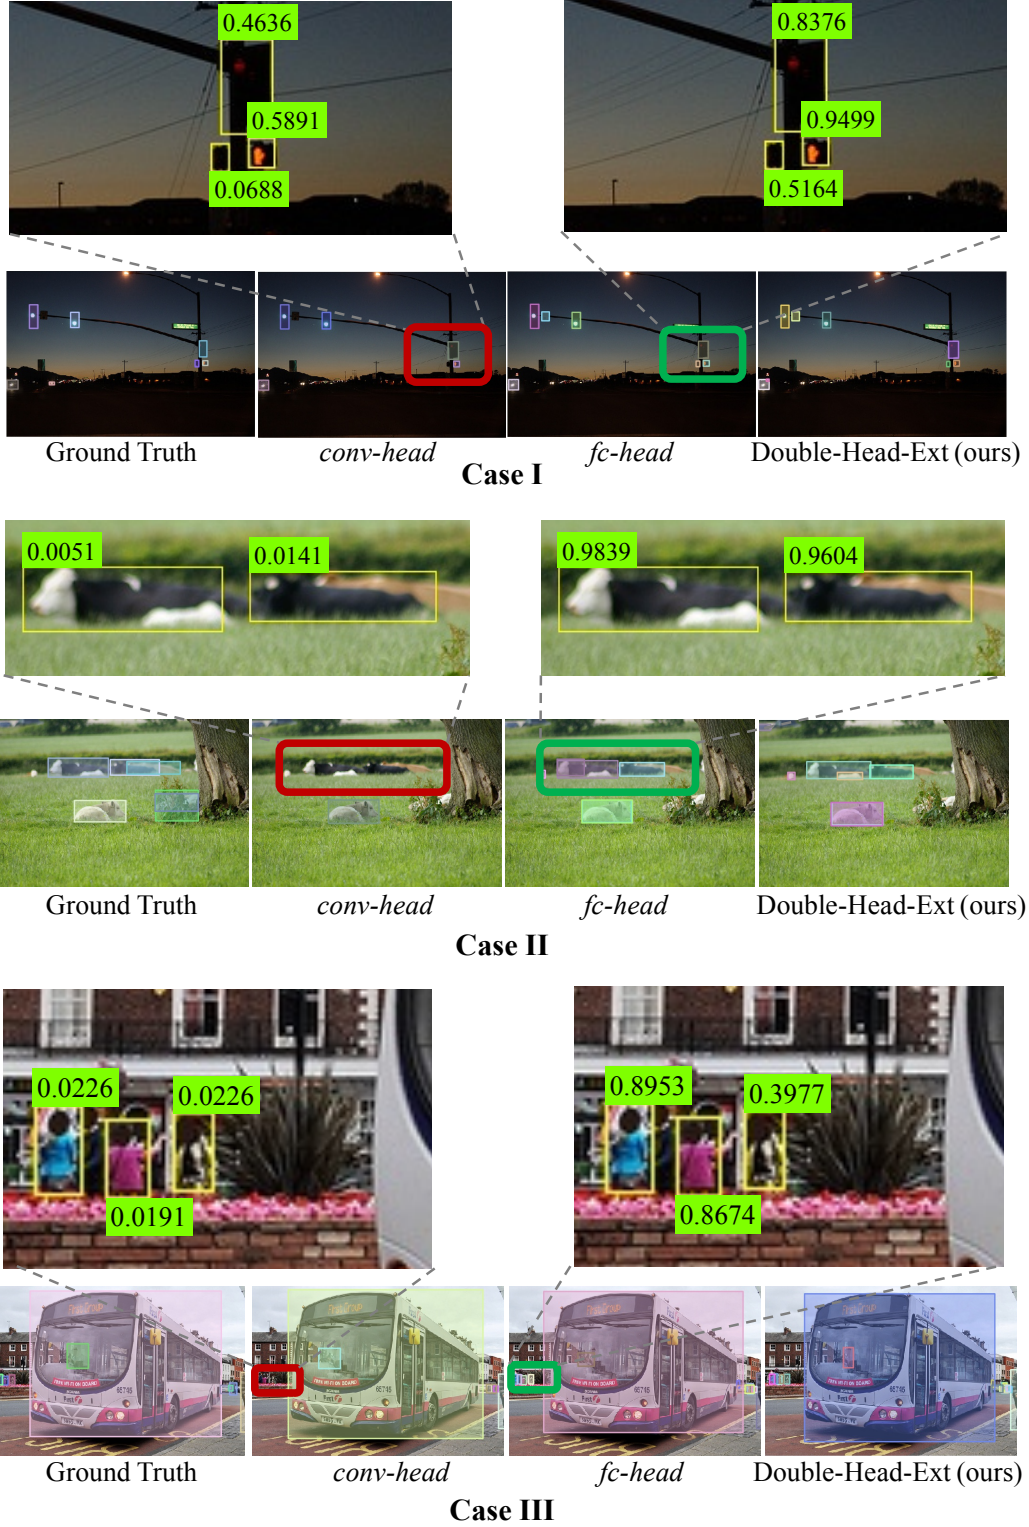 0.4636
0.8376
0.5891
0.9499
0.0688
0.5164
Ground Truth
conv-head
fc-head
Double-Head-Ext (ours)
Case I
0.0051
0.0141
0.9839
0.9604
Ground Truth
conv-head
fc-head
Double-Head-Ext (ours)
Case II
0.0226
0.0226
0.8953
0.3977
0.0191
0.8674
Ground Truth
conv-head
fc-head
Double-Head-Ext (ours)
Case III